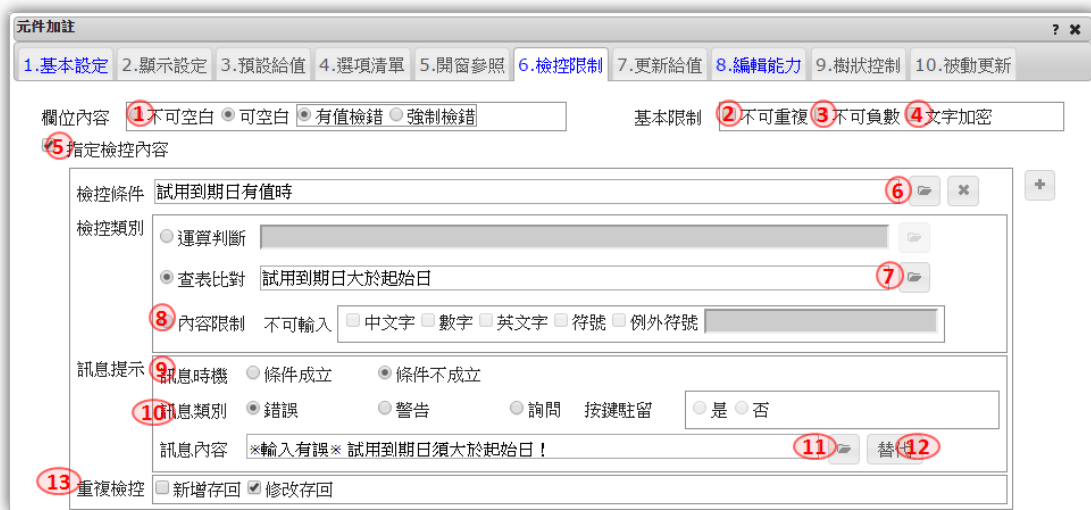 元件加註 ? ×
1.基本設定 2.顯示設定 3.預設給值 4.選項清單 5.開窗參照 6.檢控限制 7.更新給值 8.編輯能力 9.樹狀控制 10.被動更新
欄位內容 1 不可空白 可空白 有值檢錯 強制檢錯 基本限制 2 不可重複 3 不可負數 4 文字加密
5 指定檢控內容
檢控條件 試用到期日有值時 6 × +
檢控類別 運算判斷
查表比對 試用到期日大於起始日 7
8 內容限制 不可輸入 中文字 數字 英文字 符號 例外符號
訊息提示 9 訊息時機 條件成立 條件不成立
10 訊息類別 錯誤 警告 詢問 按鍵駐留 是 否
訊息內容 ※輸入有誤※ 試用到期日須大於起始日! 11 替代 12
13 重複檢控 新增存回 修改存回